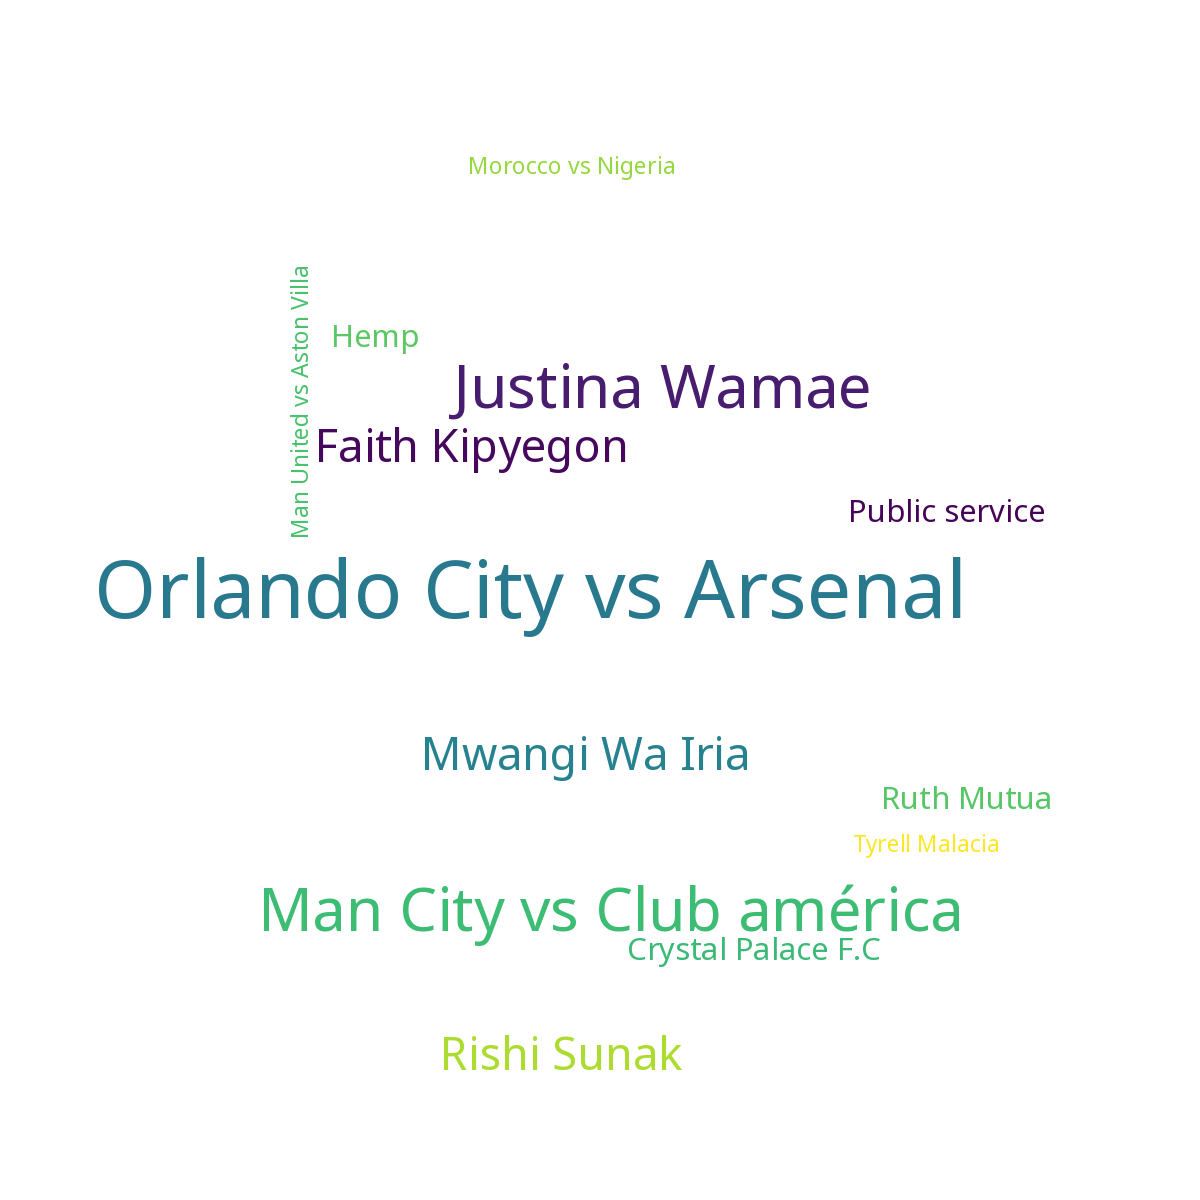 Morocco vs Nigeria
Man United vs Aston Villa
Hemp
Justina Wamae
Faith Kipyegon
Public service
Orlando City vs Arsenal
Mwangi Wa Iria
Ruth Mutua
Tyrell Malacia
Man City vs Club américa
Crystal Palace F.C
Rishi Sunak